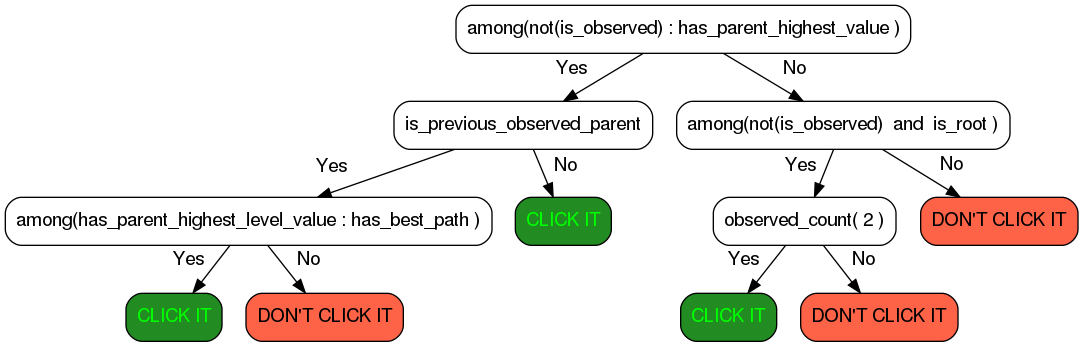 among(not(is_observed) : has_parent_highest_value )
Yes
No
is_previous_observed_parent
among(not(is_observed)  and  is_root )
Yes
No
Yes
No
among(has_parent_highest_level_value : has_best_path )
CLICK IT
observed_count( 2 )
DON'T CLICK IT
Yes
No
Yes
No
CLICK IT
DON'T CLICK IT
CLICK IT
DON'T CLICK IT